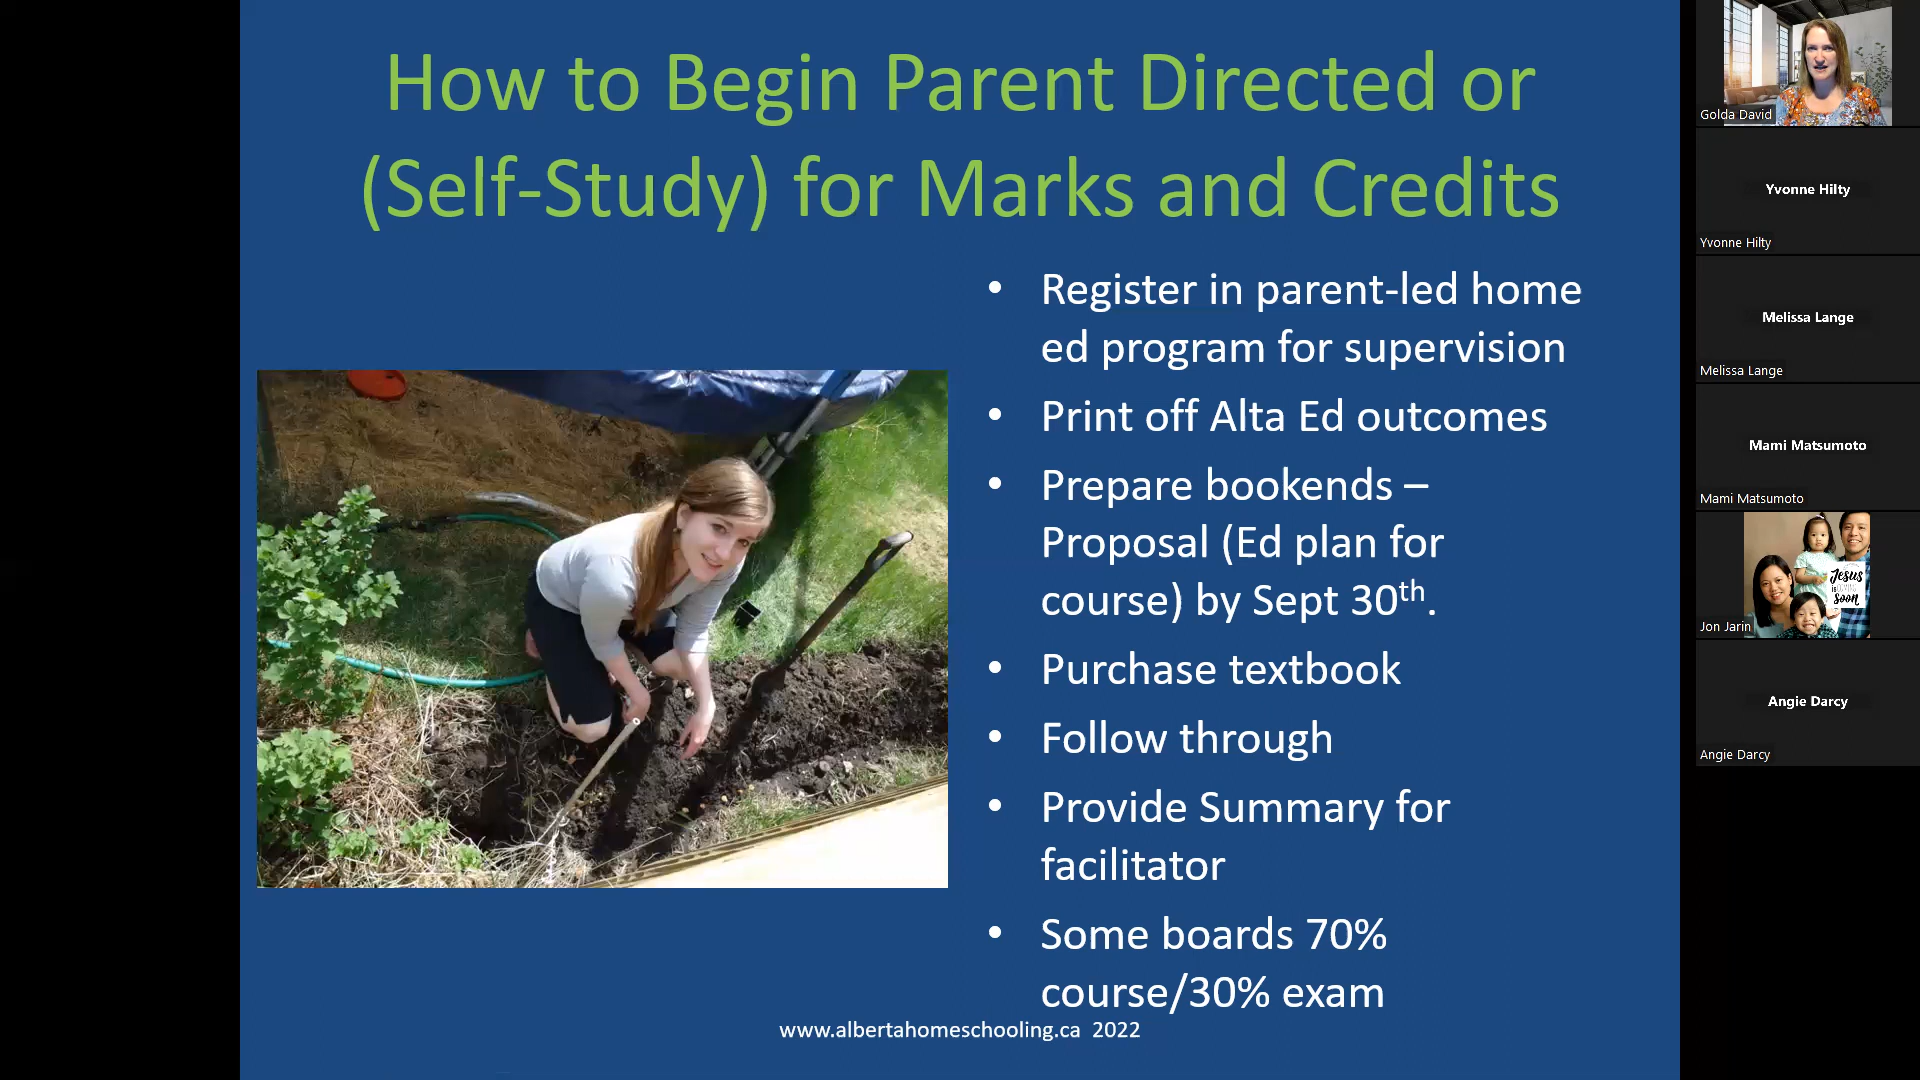 How to Begin Parent Directed or
(Self-Study) for Marks and Credits
• Register in parent-led home
ed program for supervision
• Print off Alta Ed outcomes
• Prepare bookends –
Proposal (Ed plan for
course) by Sept 30th.
• Purchase textbook
• Follow through
• Provide Summary for
facilitator
• Some boards 70%
course/30% exam
www.albertahomeschooling.ca 2022
Golda David
Yvonne Hilty
Yvonne Hilty
Melissa Lange
Melissa Lange
Mami Matsumoto
Mami Matsumoto
Jesus
soon
Jon Jarin
Angie Darcy
Angie Darcy